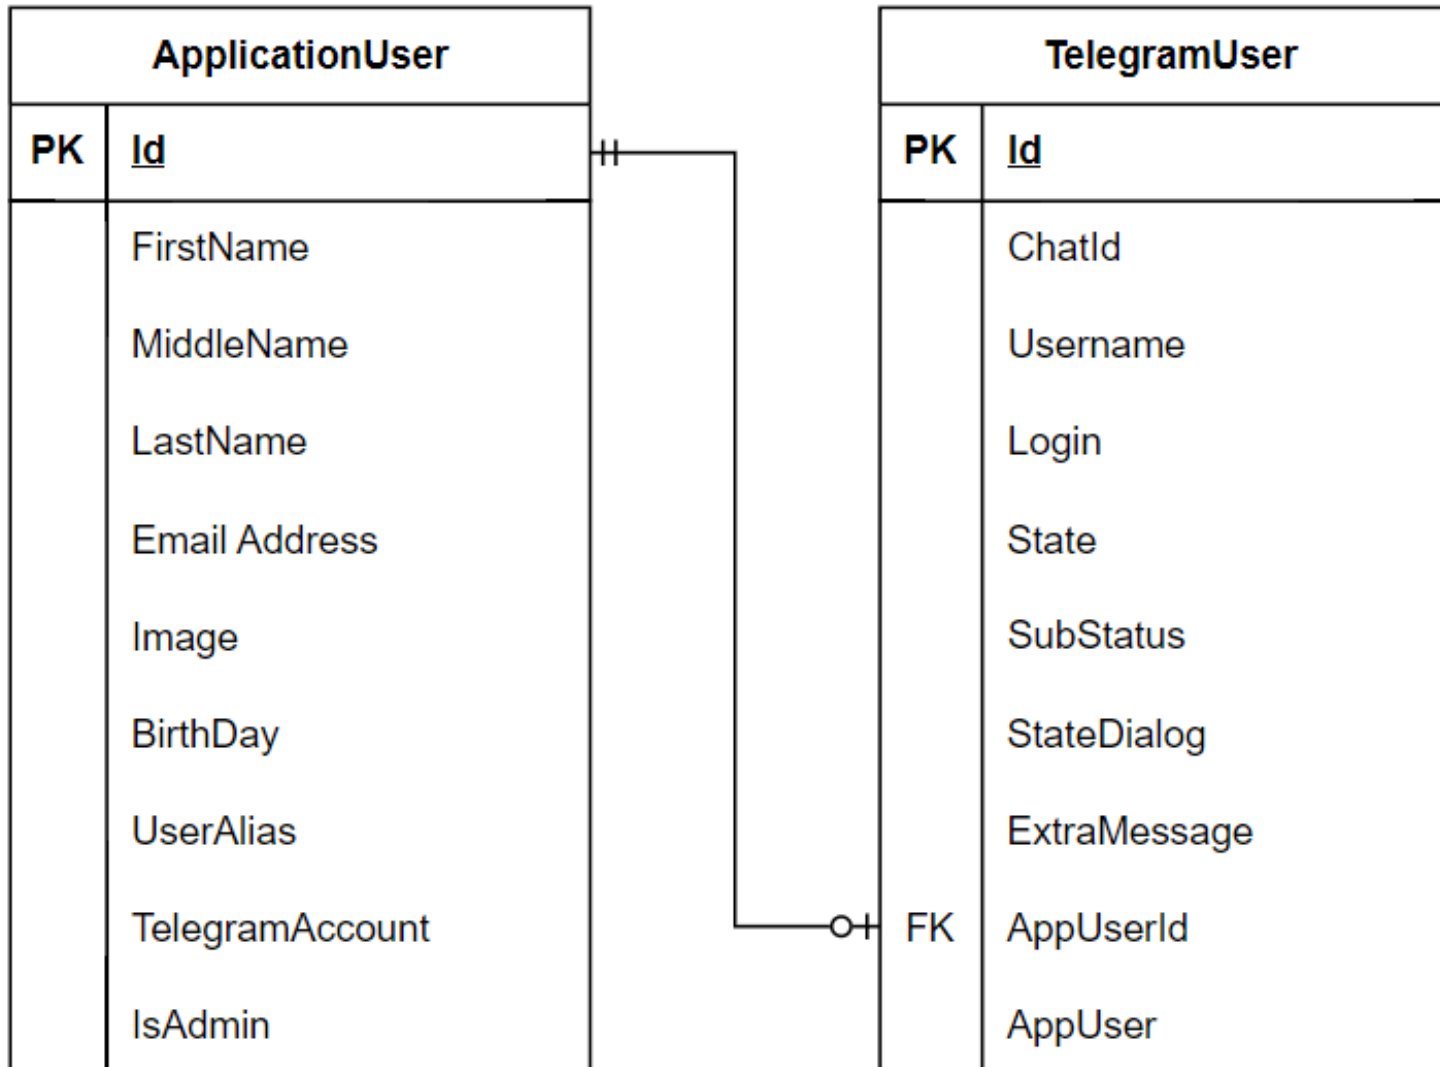 ApplicationUser
PK Id
FirstName
MiddleName
LastName
Email Address
Image
BirthDay
UserAlias
TelegramAccount
IsAdmin
TelegramUser
PK Id
ChatId
Username
Login
State
SubStatus
StateDialog
ExtraMessage
FK AppUserId
AppUser